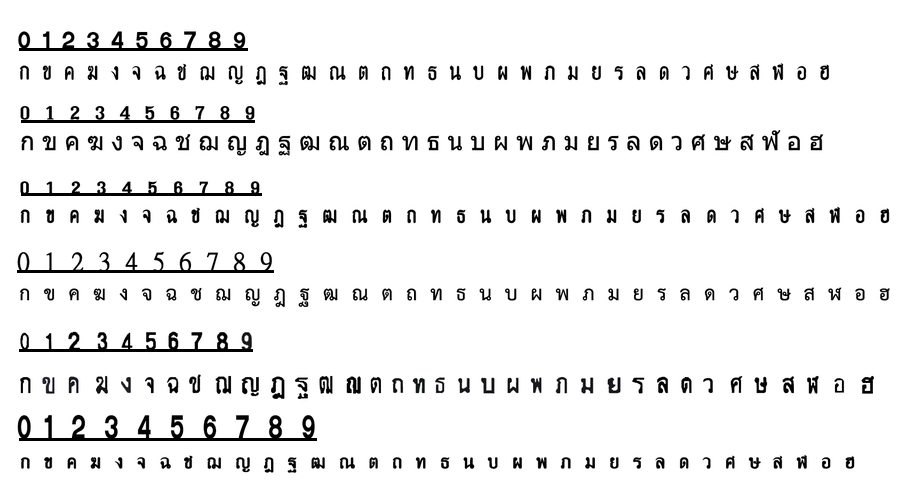 0 1 2 3 4 5 6 7 8 9
ก ข ค ฆ ง จ ฉ ช ฌ ญ ฎ ฐ ฒ ณ ต ถ ท ธ น บ ผ พ ภ ม ย ร ล ด ว ศ ษ ส ฬ อ ฮ
0 1 2 3 4 5 6 7 8 9
ก ข ค ฆ ง จ ฉ ช ฌ ญ ฎ ฐ ฒ ณ ต ถ ท ธ น บ ผ พ ภ ม ย ร ล ด ว ศ ษ ส ฬ อ ฮ
0 1 2 3 4 5 6 7 8 9
ก ข ค ฆ ง จ ฉ ช ฌ ญ ฎ ฐ ฒ ณ ต ถ ท ธ น บ ผ พ ภ ม ย ร ล ด ว ศ ษ ส ฬ อ ฮ
0 1 2 3 4 5 6 7 8 9
ก ข ค ฆ ง จ ฉ ช ฌ ญ ฎ ฐ ฒ ณ ต ถ ท ธ น บ ผ พ ภ ม ย ร ล ด ว ศ ษ ส ฬ อ ฮ
0 1 2 3 4 5 6 7 8 9
ก ข ค ฆ ง จ ฉ ช ฌ ญ ฎ ฐ ฒ ณ ต ถ ท ธ น บ ผ พ ภ ม ย ร ล ด ว ศ ษ ส ฬ อ ฮ
0 1 2 3 4 5 6 7 8 9
ก ข ค ฆ ง จ ฉ ช ฌ ญ ฎ ฐ ฒ ณ ต ถ ท ธ น บ ผ พ ภ ม ย ร ล ด ว ศ ษ ส ฬ อ ฮ